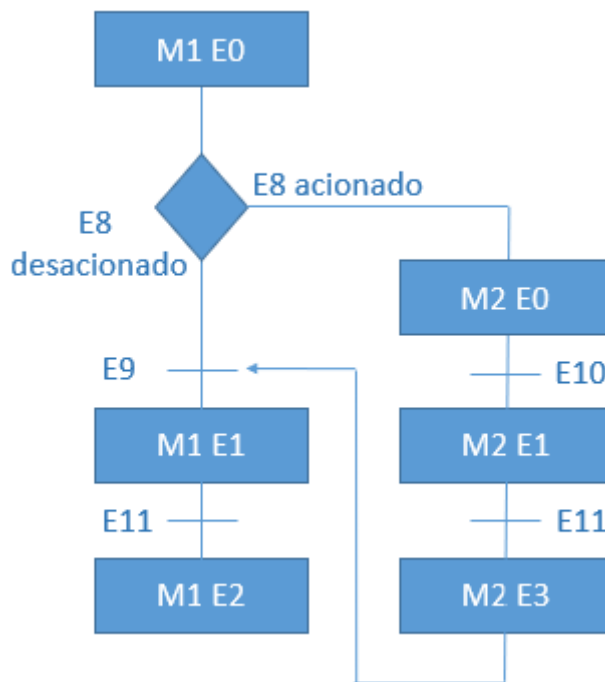 M1 E0
E8 acionado
E8
desacionado
M2 E0
E9
E10
M1 E1
M2 E1
E11
E11
M1 E2
M2 E3